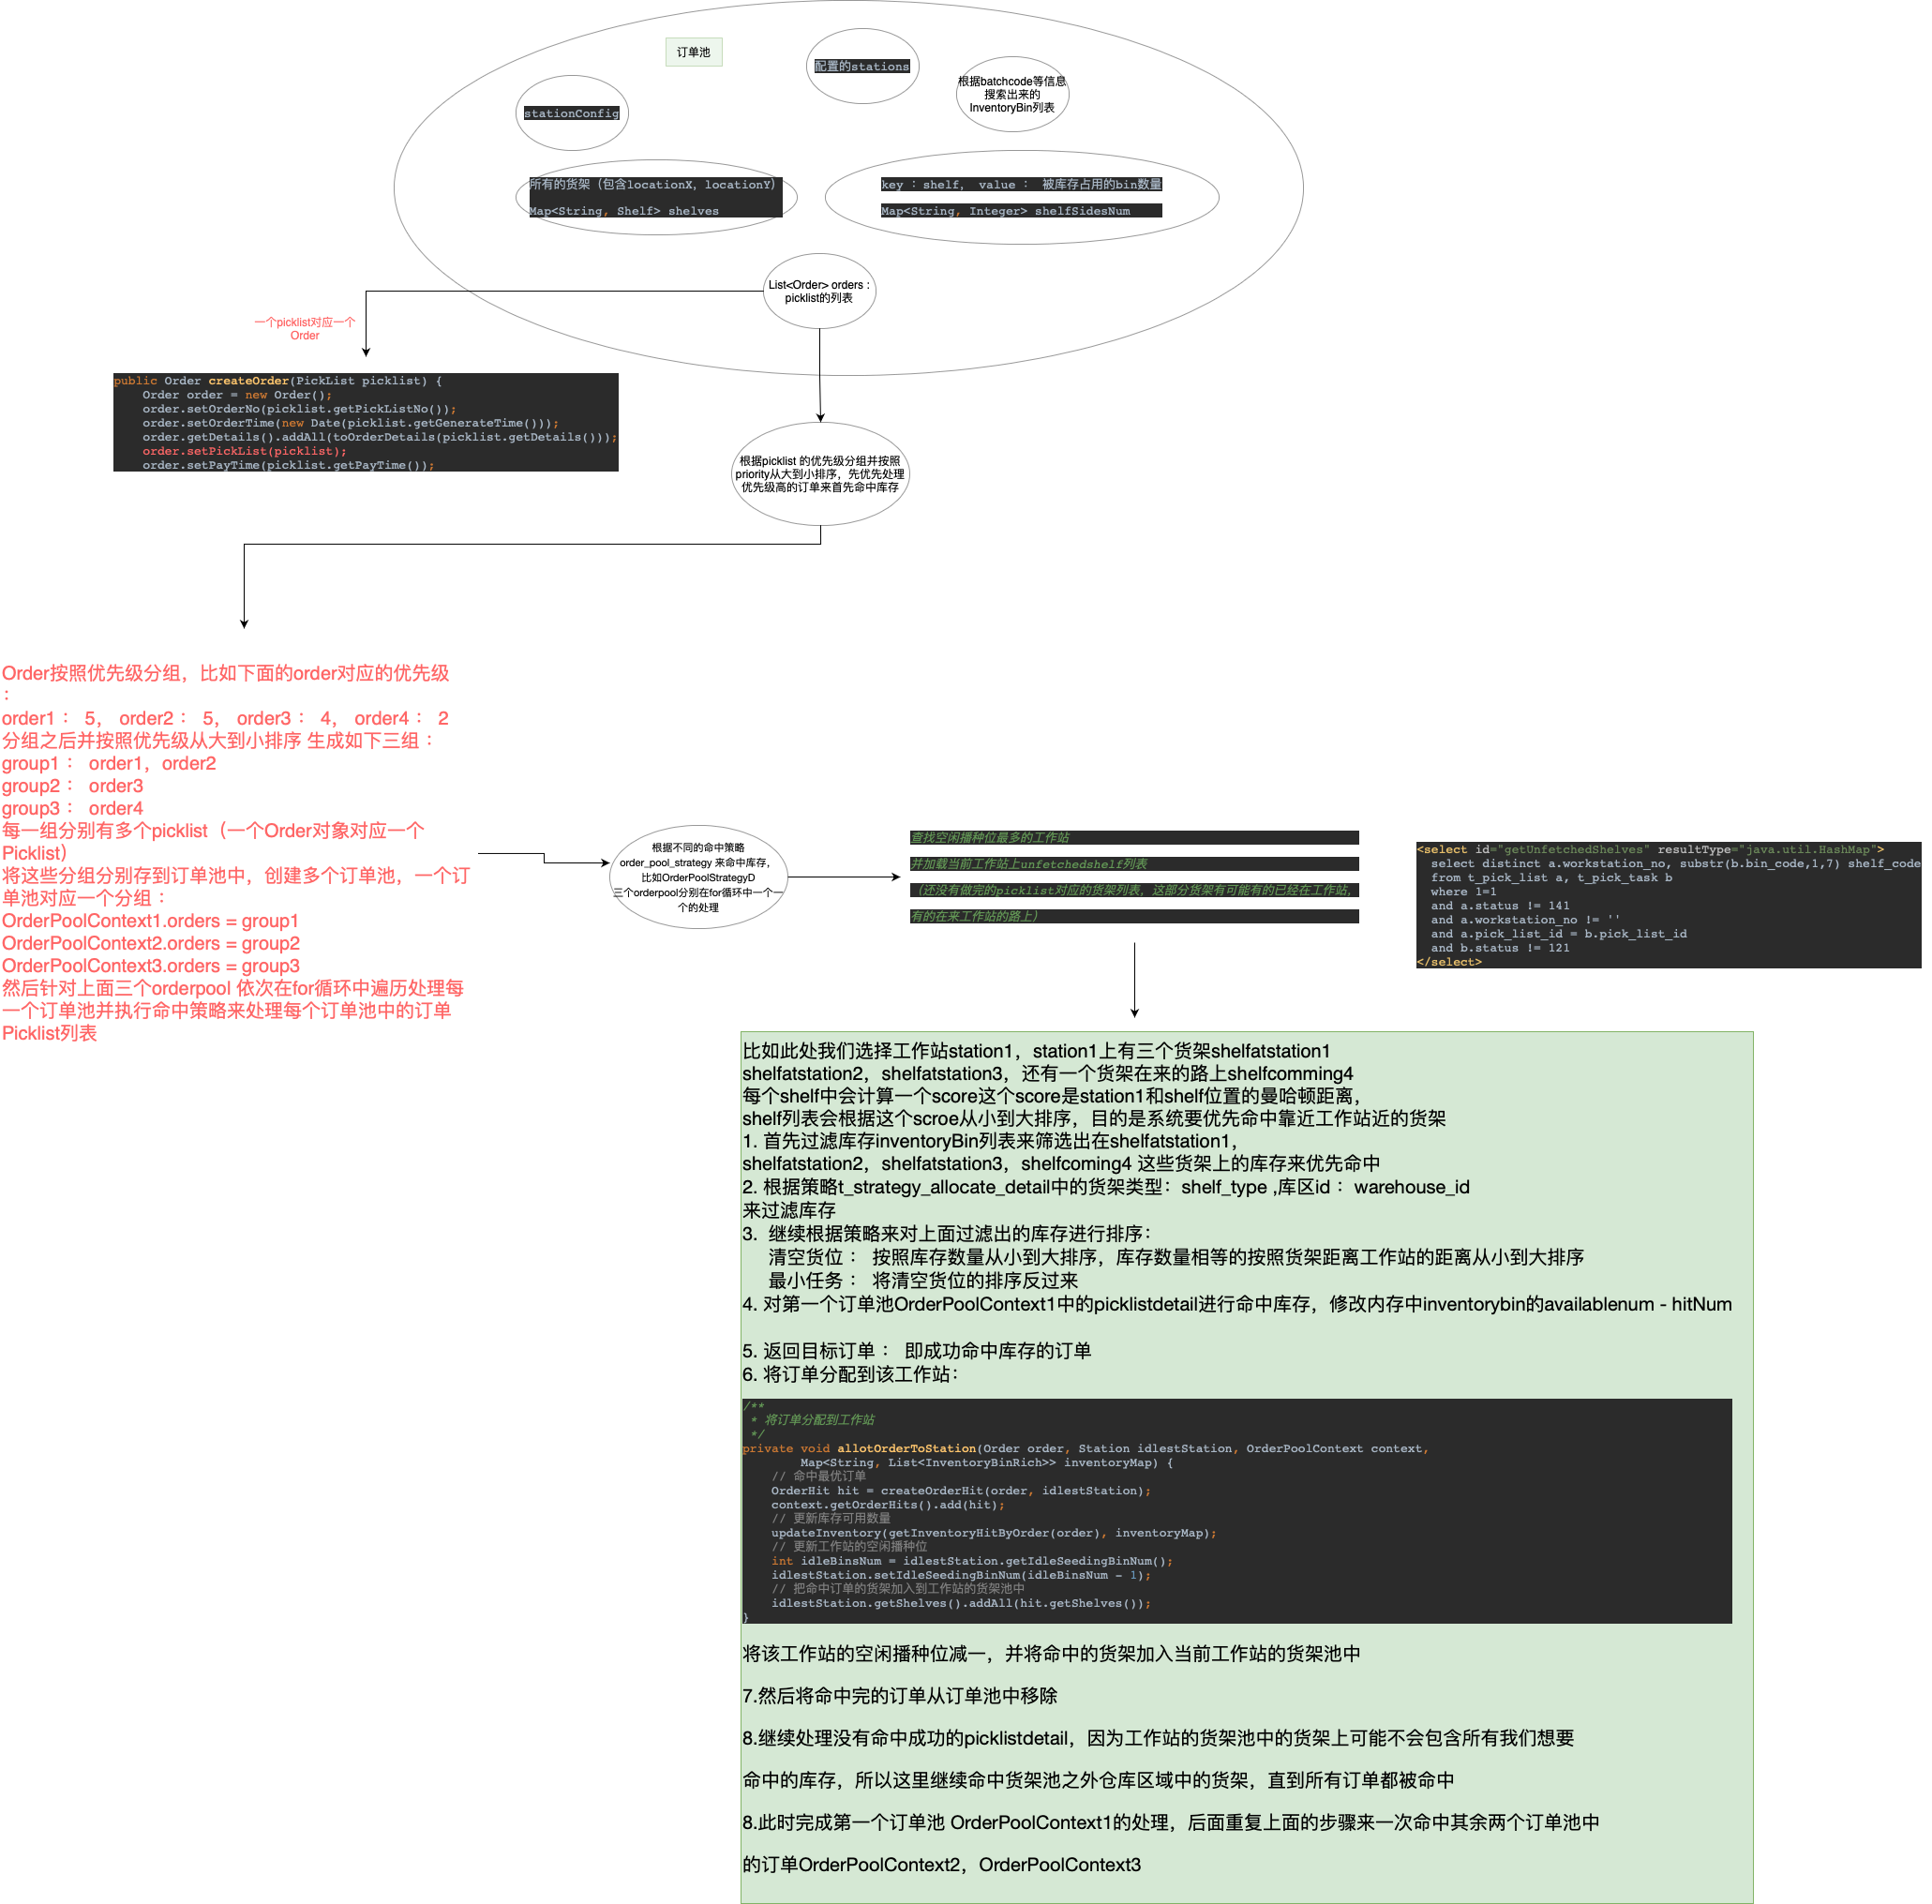 订单池
配置的stations
根据batchcode等信息
搜索出来的
InventoryBin列表
stationConfig
所有的货架（包含locationX，locationY）
Map<String, Shelf> shelves
key ：shelf， value ： 被库存占用的bin数量
Map<String, Integer> shelfSidesNum
List<Order> orders :
picklist的列表
一个picklist对应一个
Order
public Order createOrder(PickList picklist) {
    Order order = new Order();
    order.setOrderNo(picklist.getPickListNo());
    order.setOrderTime(new Date(picklist.getGenerateTime()));
    order.getDetails().addAll(toOrderDetails(picklist.getDetails()));
    order.setPickList(picklist);
    order.setPayTime(picklist.getPayTime());
根据picklist 的优先级分组并按照
priority从大到小排序，先优先处理
优先级高的订单来首先命中库存
Order按照优先级分组，比如下面的order对应的优先级
：
order1 ： 5， order2 ： 5， order3 ： 4， order4 ： 2
分组之后并按照优先级从大到小排序 生成如下三组 ：
group1 ： order1，order2
group2 ： order3
group3 ： order4
每一组分别有多个picklist（一个Order对象对应一个
Picklist）
将这些分组分别存到订单池中，创建多个订单池，一个订
单池对应一个分组 ：
OrderPoolContext1.orders = group1
OrderPoolContext2.orders = group2
OrderPoolContext3.orders = group3
然后针对上面三个orderpool 依次在for循环中遍历处理每
一个订单池并执行命中策略来处理每个订单池中的订单
Picklist列表
根据不同的命中策略
order_pool_strategy 来命中库存，
比如OrderPoolStrategyD
三个orderpool分别在for循环中一个一
个的处理
查找空闲播种位最多的工作站
并加载当前工作站上unfetchedshelf列表
（还没有做完的picklist对应的货架列表，这部分货架有可能有的已经在工作站，
有的在来工作站的路上）
<select id="getUnfetchedShelves" resultType="java.util.HashMap">
  select distinct a.workstation_no, substr(b.bin_code,1,7) shelf_code
  from t_pick_list a, t_pick_task b
  where 1=1
  and a.status != 141
  and a.workstation_no != ''
  and a.pick_list_id = b.pick_list_id
  and b.status != 121
</select>
比如此处我们选择工作站station1，station1上有三个货架shelfatstation1
shelfatstation2，shelfatstation3，还有一个货架在来的路上shelfcomming4
每个shelf中会计算一个score这个score是station1和shelf位置的曼哈顿距离，
shelf列表会根据这个scroe从小到大排序，目的是系统要优先命中靠近工作站近的货架
1. 首先过滤库存inventoryBin列表来筛选出在shelfatstation1，
shelfatstation2，shelfatstation3，shelfcoming4 这些货架上的库存来优先命中
2. 根据策略t_strategy_allocate_detail中的货架类型：shelf_type ,库区id ：warehouse_id
来过滤库存
3.  继续根据策略来对上面过滤出的库存进行排序：
     清空货位 ： 按照库存数量从小到大排序，库存数量相等的按照货架距离工作站的距离从小到大排序
     最小任务 ： 将清空货位的排序反过来
4. 对第一个订单池OrderPoolContext1中的picklistdetail进行命中库存，修改内存中inventorybin的availablenum - hitNum
5. 返回目标订单 ： 即成功命中库存的订单
6. 将订单分配到该工作站：
/**
 * 将订单分配到工作站
 */
private void allotOrderToStation(Order order, Station idlestStation, OrderPoolContext context,
        Map<String, List<InventoryBinRich>> inventoryMap) {
    // 命中最优订单
    OrderHit hit = createOrderHit(order, idlestStation);
    context.getOrderHits().add(hit);
    // 更新库存可用数量
    updateInventory(getInventoryHitByOrder(order), inventoryMap);
    // 更新工作站的空闲播种位
    int idleBinsNum = idlestStation.getIdleSeedingBinNum();
    idlestStation.setIdleSeedingBinNum(idleBinsNum - 1);
    // 把命中订单的货架加入到工作站的货架池中
    idlestStation.getShelves().addAll(hit.getShelves());
}
将该工作站的空闲播种位减一，并将命中的货架加入当前工作站的货架池中
7.然后将命中完的订单从订单池中移除
8.继续处理没有命中成功的picklistdetail，因为工作站的货架池中的货架上可能不会包含所有我们想要
命中的库存，所以这里继续命中货架池之外仓库区域中的货架，直到所有订单都被命中
8.此时完成第一个订单池 OrderPoolContext1的处理，后面重复上面的步骤来一次命中其余两个订单池中
的订单OrderPoolContext2，OrderPoolContext3